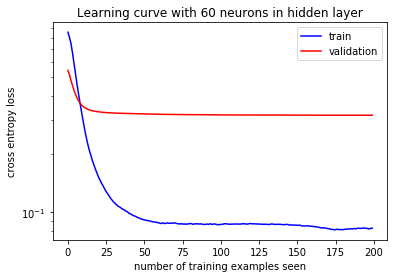 Learning curve with 60 neurons in hidden layer
train
validation
cross entropy loss
10⁻¹
0 25 50 75 100 125 150 175 200
number of training examples seen